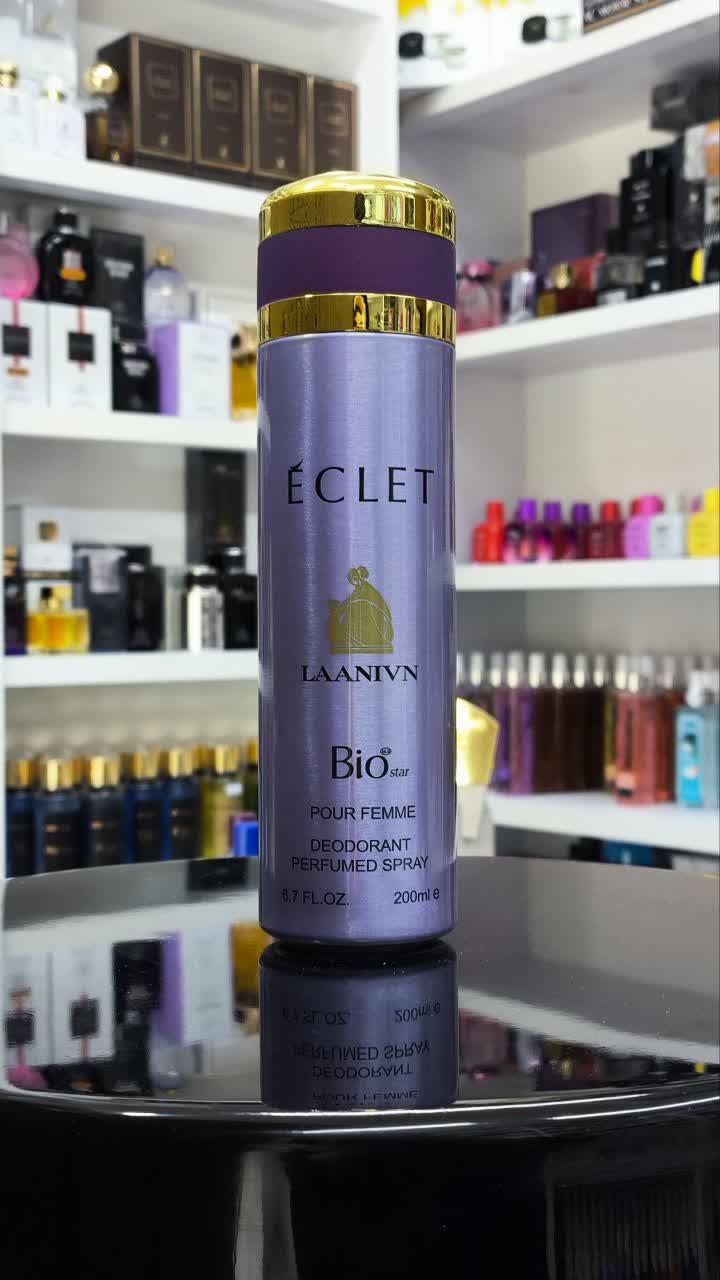 ÉCLET
LAANIVN
Bio star
POUR FEMME
DEODORANT
PERFUMED SPRAY
6.7 FL.OZ. 200ml e